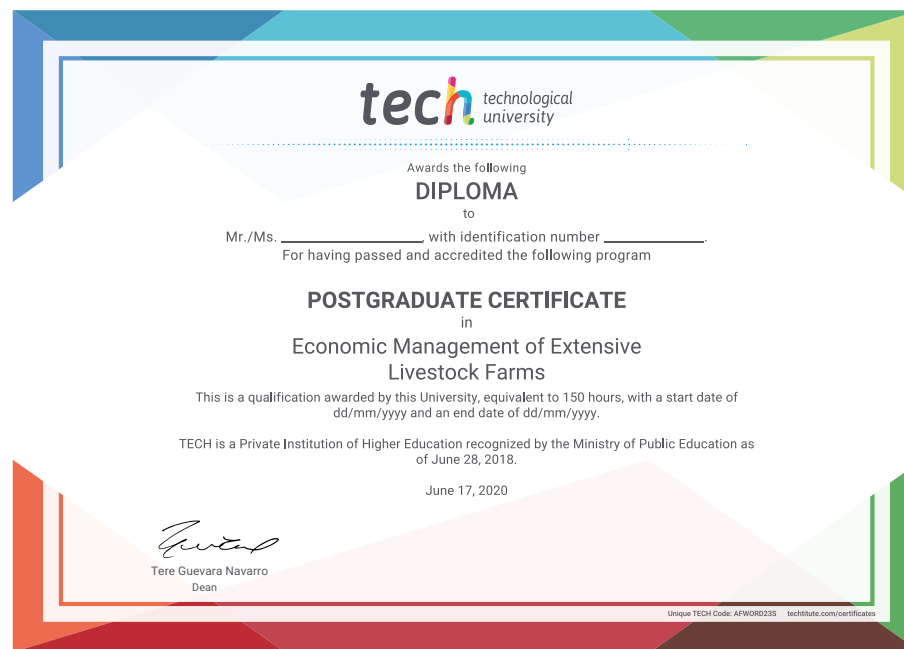 tech technological
university
Awards the following
DIPLOMA
to
Mr./Ms. ____________________, with identification number ______________.
For having passed and accredited the following program
POSTGRADUATE CERTIFICATE
in
Economic Management of Extensive
Livestock Farms
This is a qualification awarded by this University, equivalent to 150 hours, with a start date of
dd/mm/yyyy and an end date of dd/mm/yyyy.
TECH is a Private Institution of Higher Education recognized by the Ministry of Public Education as
of June 28, 2018.
June 17, 2020
Tere Guevara Navarro
Dean
Unique TECH Code: AFWORD23S techtitute.com/certificates